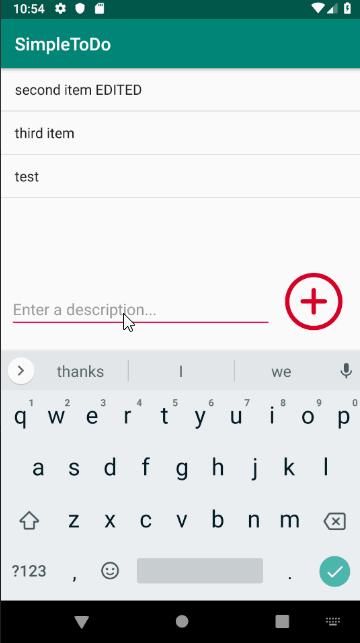 10:54
SimpleToDo
second item EDITED
third item
test
Enter a description...
thanks I we
1 2 3 4 5 6 7 8 9 0
q w e r t y u i o p
a s d f g h j k l
z x c v b n m
?123 , .